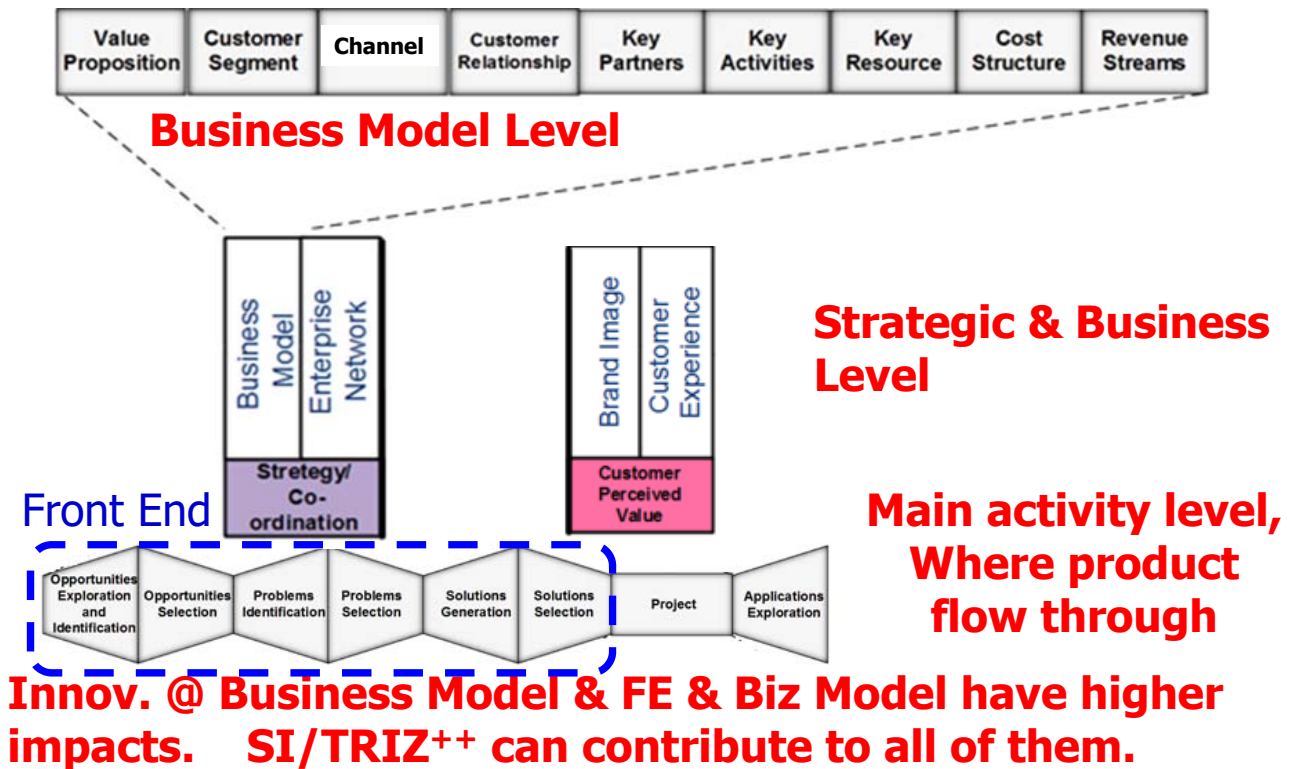 Value
Proposition
Customer
Segment
Channel
Customer
Relationship
Key
Partners
Key
Activities
Key
Resource
Cost
Structure
Revenue
Streams
Business Model Level
Business
Model
Enterprise
Network
Brand Image
Customer
Experience
Strategic & Business
Level
Stretegy/
Co-
ordination
Customer
Perceived
Value
Front End
Main activity level,
Where product
flow through
Opportunities
Exploration
and
Identification
Opportunities
Selection
Problems
Identification
Problems
Selection
Solutions
Generation
Solutions
Selection
Project
Applications
Exploration
Innov. @ Business Model & FE & Biz Model have higher
impacts. SI/TRIZ++ can contribute to all of them.